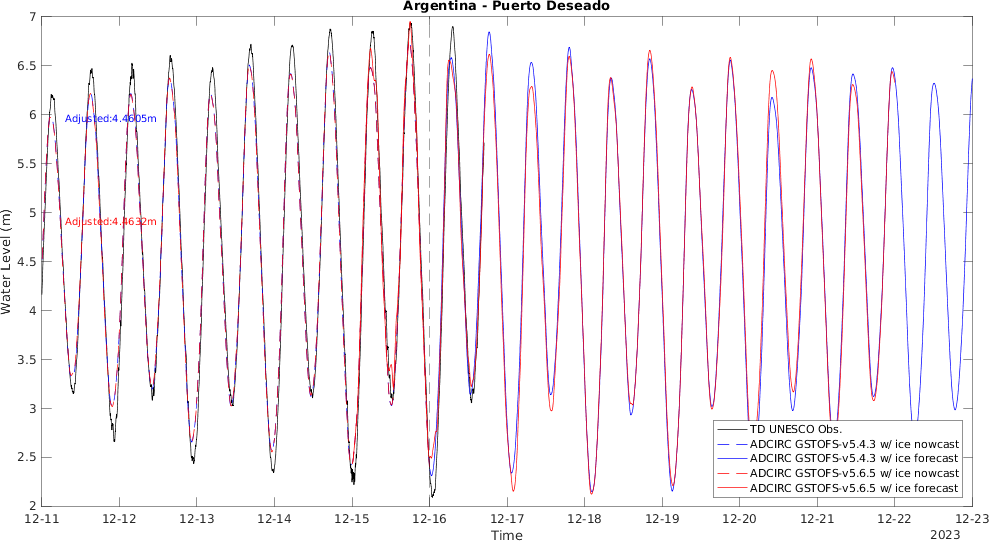 Argentina - Puerto Deseado
7
6.5
6
5.5
5
4.5
4
3.5
3
2.5
2
Water Level (m)
Adjusted:4.4605m
Adjusted:4.4632m
TD UNESCO Obs.
ADCIRC GSTOFS-v5.4.3 w/ ice nowcast
ADCIRC GSTOFS-v5.4.3 w/ ice forecast
ADCIRC GSTOFS-v5.6.5 w/ ice nowcast
ADCIRC GSTOFS-v5.6.5 w/ ice forecast
12-11 12-12 12-13 12-14 12-15 12-16 12-17 12-18 12-19 12-20 12-21 12-22 12-23
Time
2023